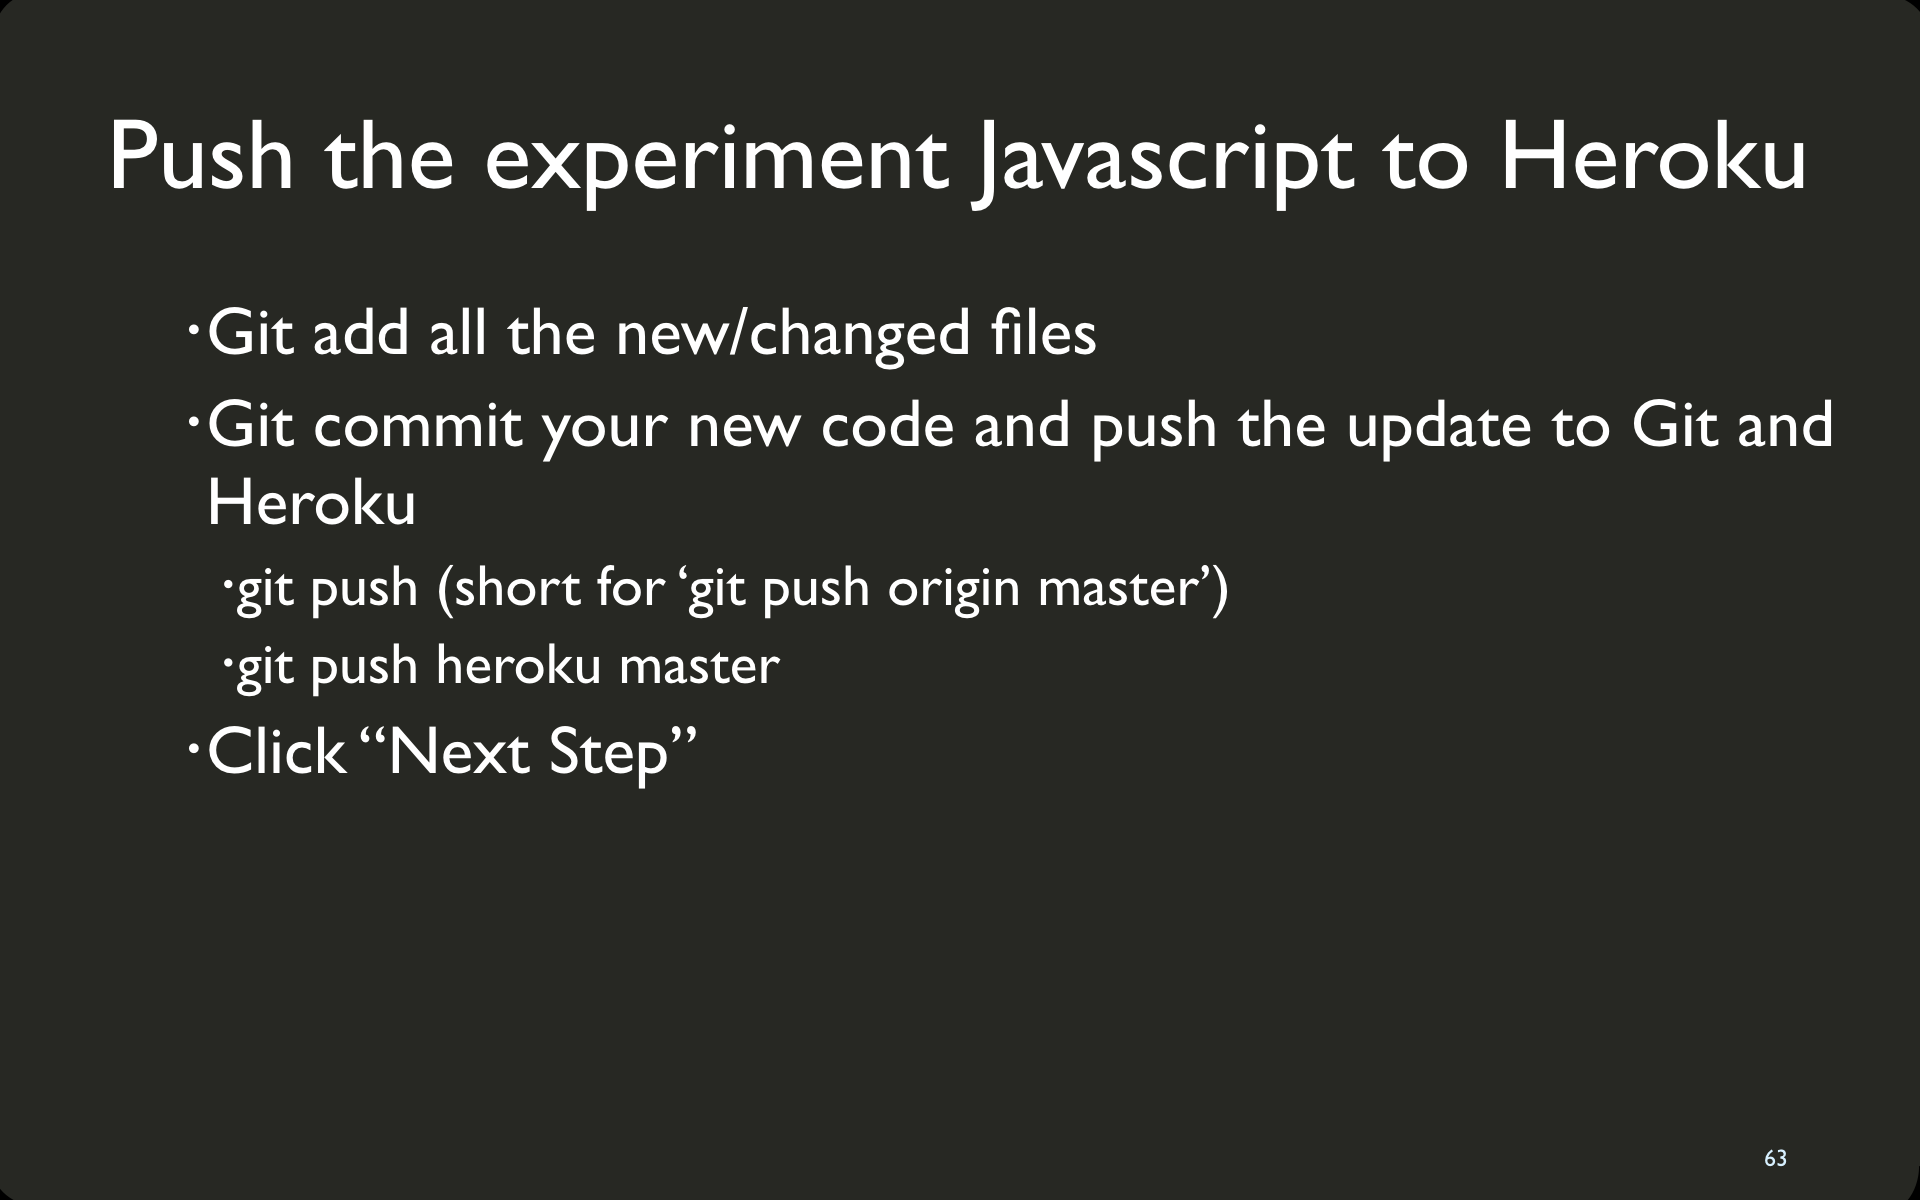 Push the experiment Javascript to Heroku
•Git add all the new/changed files
•Git commit your new code and push the update to Git and
Heroku
•git push (short for ‘git push origin master’)
•git push heroku master
•Click “Next Step”
63